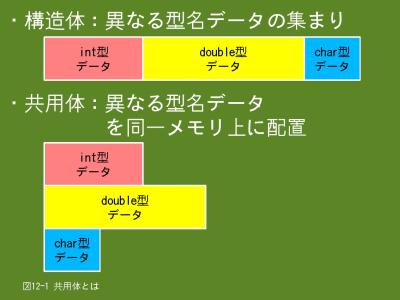 ・構造体：異なる型名データの集まり
int型 double型 char型
データ データ データ
・共用体：異なる型名データ
を同一メモリ上に配置
int型
データ
double型
データ
char型
データ
図12-1 共用体とは